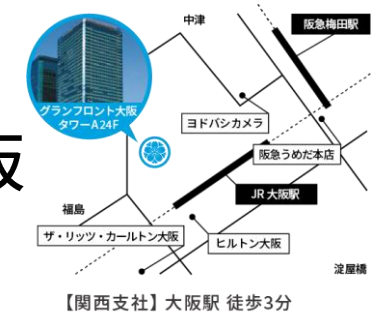 中津
阪急梅田駅
グランフロント大阪
タワーA 24F
ヨドバシカメラ
阪急うめだ本店
阪
JR 大阪駅
福島
ザ・リッツ・カールトン大阪
ヒルトン大阪
淀屋橋
【関西支社】大阪駅 徒歩3分